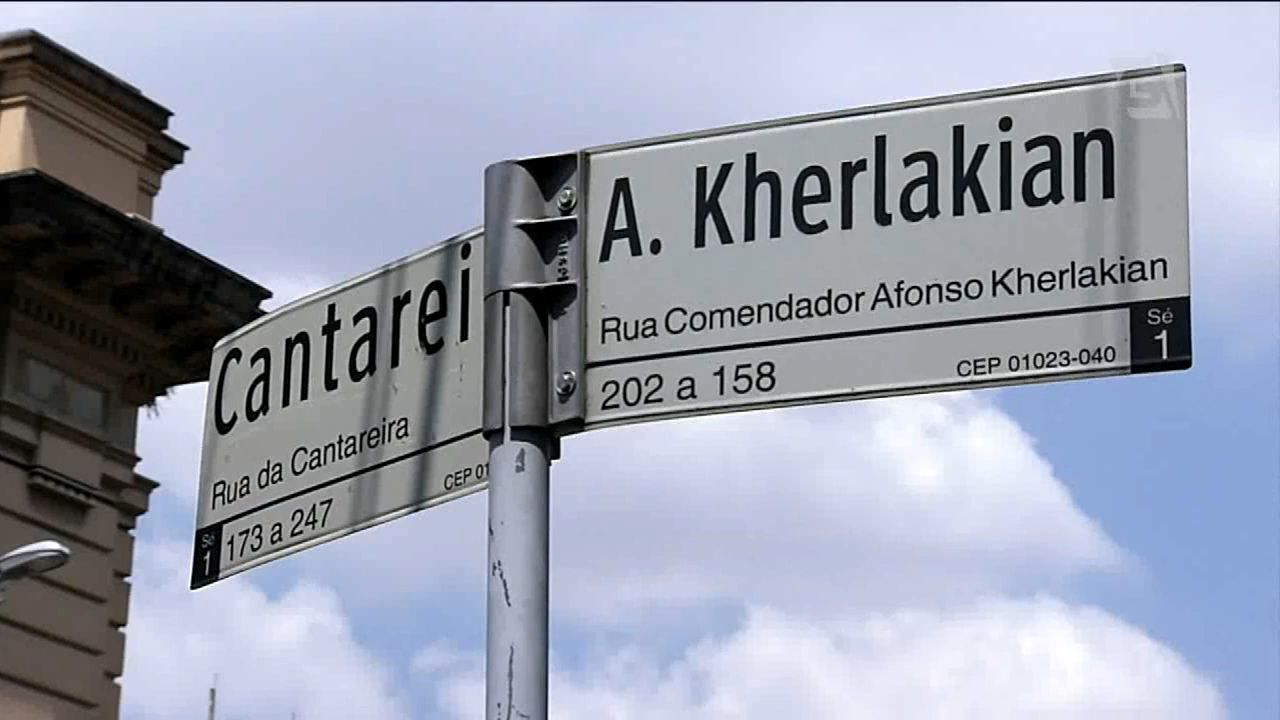 Cantarei
Rua da Cantareira
CEP 01
173 a 247
Sé
1
A. Kherlakian
Rua Comendador Afonso Kherlakian
202 a 158
CEP 01023-040
Sé
1